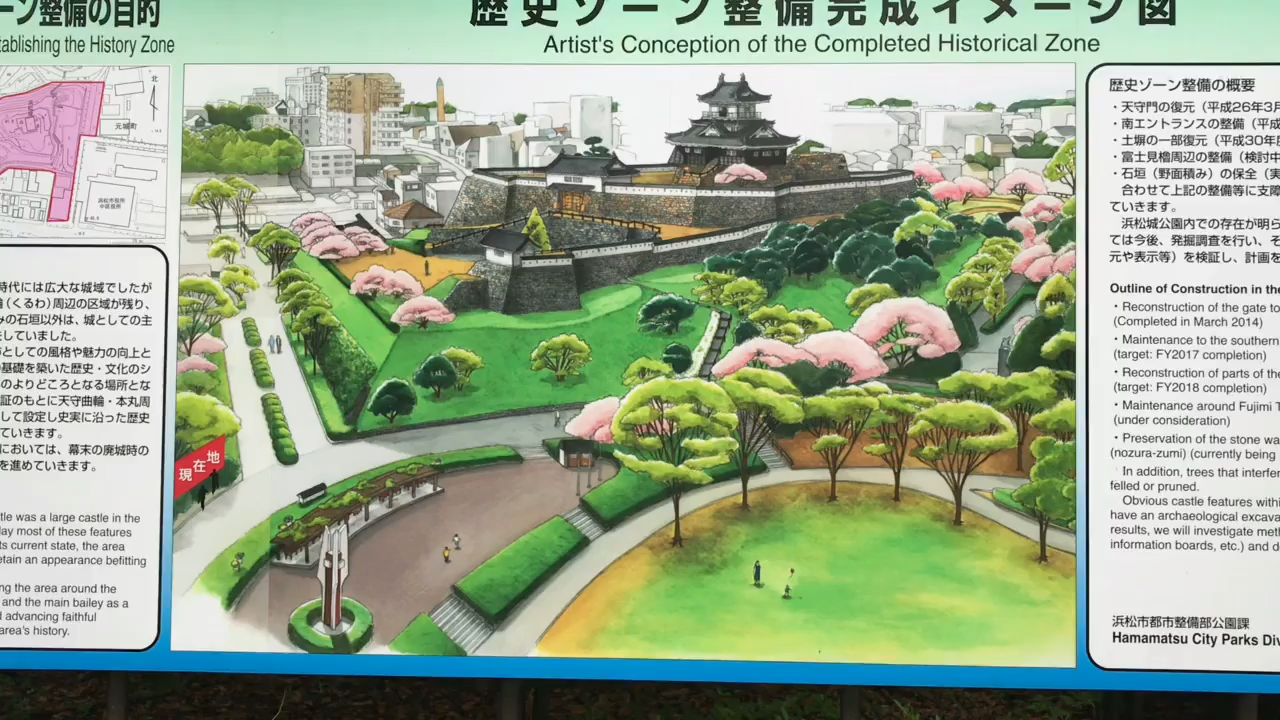 ーン整備の目的
tablishing the History Zone
歴史ゾーン整備完成イメージ図
Artist's Conception of the Completed Historical Zone
北
元城町
浜松市役所
中区役所
時代には広大な城域でしたが
(くるわ)周辺の区域が残り、
みの石垣以外は、城としての主
をしていました。
市としての風格や魅力の向上と
基礎を築いた歴史・文化のシ
のよりどころとなる場所とな
証のもとに天守曲輪・本丸周
して設定し史実に沿った歴史
ていきます。
においては、幕末の廃城時の
を進めていきます。
tle was a large castle in the
lay most of these features
ts current state, the area
etain an appearance befitting
ng the area around the
and the main bailey as a
d advancing faithful
area's history.
現在地
歴史ゾーン整備の概要
・天守門の復元(平成26年3月
・南エントランスの整備(平成
・土塀の一部復元(平成30年度
・富士見櫓周辺の整備(検討中
・石垣(野面積み)の保全(実
合わせて上記の整備等に支障
ていきます。
浜松城公園内での存在が明ら
ては今後、発掘調査を行い、そ
元や表示等)を検証し、計画を
Outline of Construction in the
・Reconstruction of the gate to
(Completed in March 2014)
・Maintenance to the southern
(target: FY2017 completion)
・Reconstruction of parts of the
(target: FY2018 completion)
・Maintenance around Fujimi T
(under consideration)
・Preservation of the stone wa
(nozura-zumi) (currently being
In addition, trees that interfe
felled or pruned.
Obvious castle features with
have an archaeological excava
results, we will investigate met
information boards, etc.) and d
浜松市都市整備部公園課
Hamamatsu City Parks Div